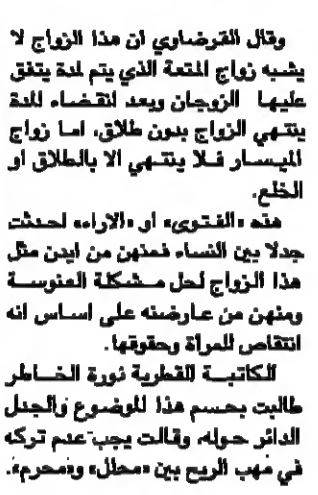 وقال القرضاوي ان هذا الزواج لا
يشبه زواج المتعة الذي يتم لمدة يتفق
عليها الزوجان وبعد انقضاء المدة
ينتهي الزواج بدون طلاق، اما زواج
الميسار فلا ينتهي الا بالطلاق او
الخلع.
هذه «الفتوى» او «الاراء» احدثت
جدلا بين النساء فمنهن من ايدن مثل
هذا الزواج لحل مشكلة العنوسة
ومنهن من عارضنه على اساس انه
انتقاص للمرأة وحقوقها.
الكاتبة القطرية نورة الخاطر
طالبت بحسم هذا الموضوع والجدل
الدائر حوله، وقالت يجب عدم تركه
في مهب الريح بين «محلل» و«محرم».